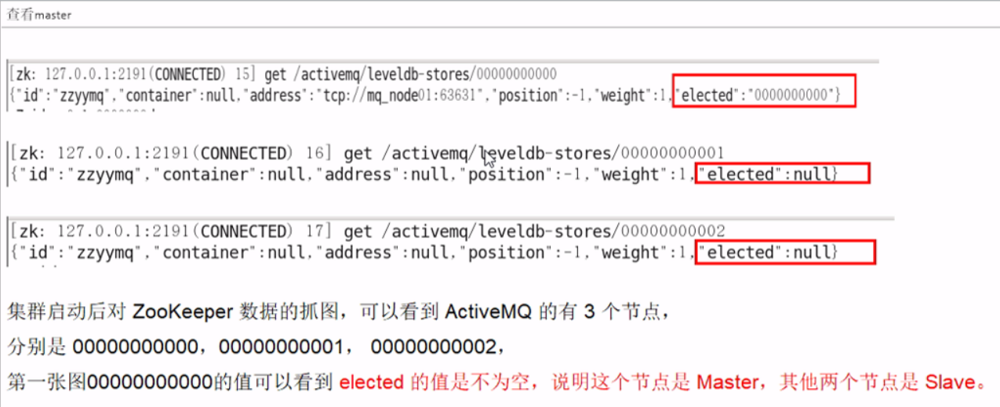 查看master
[zk: 127.0.0.1:2191(CONNECTED) 15] get /activemq/leveldb-stores/00000000000
{"id":"zzyymq","container":null,"address":"tcp://mq_node01:63631","position":-1,"weight":1,"elected":"0000000000"}
[zk: 127.0.0.1:2191(CONNECTED) 16] get /activemq/leveldb-stores/00000000001
{"id":"zzyymq","container":null,"address":null,"position":-1,"weight":1,"elected":null}
[zk: 127.0.0.1:2191(CONNECTED) 17] get /activemq/leveldb-stores/00000000002
{"id":"zzyymq","container":null,"address":null,"position":-1,"weight":1,"elected":null}
集群启动后对 ZooKeeper 数据的抓图，可以看到 ActiveMQ 的有 3 个节点，
分别是 00000000000，00000000001， 00000000002，
第一张图00000000000的值可以看到 elected 的值是不为空，说明这个节点是 Master，其他两个节点是 Slave。